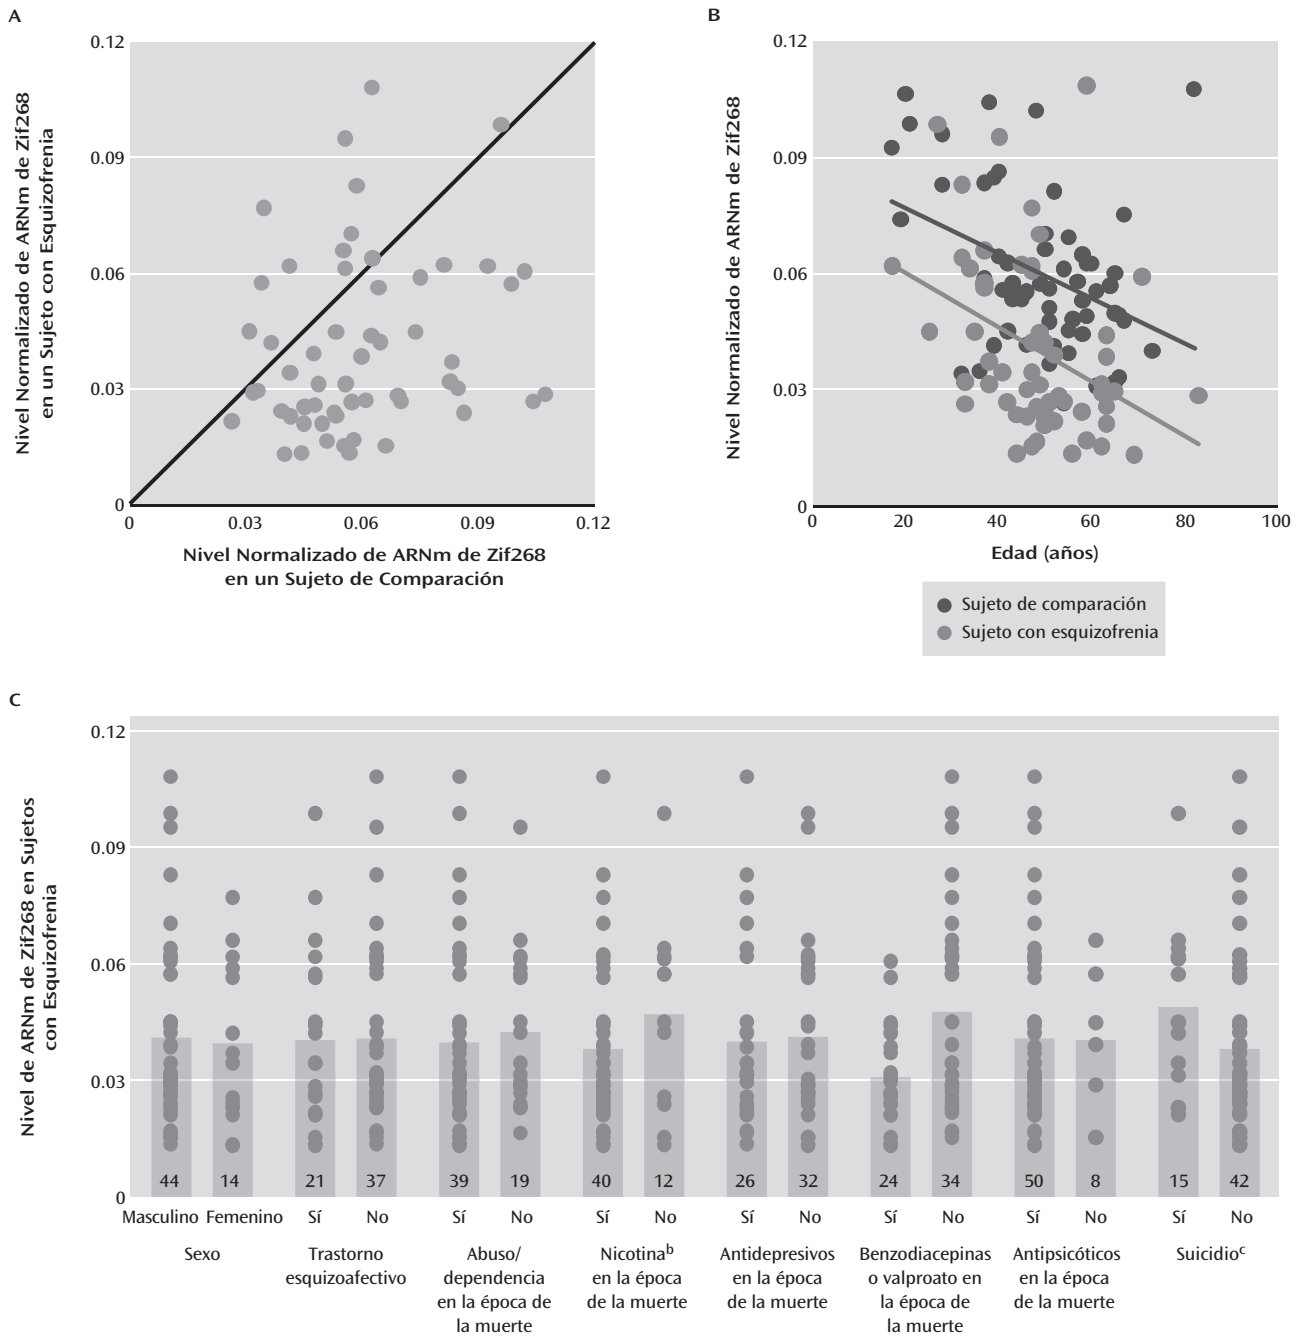 A
0.12
0.09
0.06
0.03
0
0
0.03
0.06
0.09
0.12
Nivel Normalizado de ARNm de Zif268
en un Sujeto con Esquizofrenia
Nivel Normalizado de ARNm de Zif268
en un Sujeto de Comparación
B
0.12
0.09
0.06
0.03
0
0
20
40
60
80
100
Nivel Normalizado de ARNm de Zif268
Edad (años)
Sujeto de comparación
Sujeto con esquizofrenia
C
0.12
0.09
0.06
0.03
0
Nivel de ARNm de Zif268 en Sujetos
con Esquizofrenia
44 14 21 37 39 19 40 12 26 32 24 34 50 8 15 42
Masculino Femenino Sí No Sí No Sí No Sí No Sí No Sí No Sí No
Sexo
Trastorno
esquizoafectivo
Abuso/
dependencia
en la época de
la muerte
Nicotinaᵇ
en la época
de la muerte
Antidepresivos
en la época
de la muerte
Benzodiacepinas
o valproato en
la época de
la muerte
Antipsicóticos
en la época
de la muerte
Suicidioᶜ